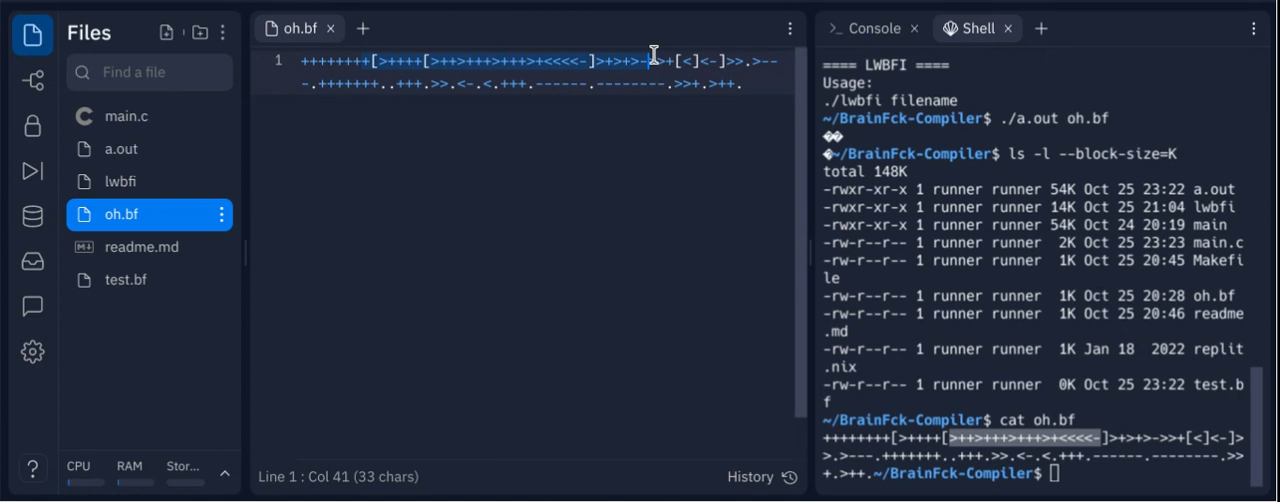 Files
Find a file
main.c
a.out
lwbfi
oh.bf
readme.md
test.bf
CPU RAM Stor...
oh.bf
1 ++++++++[>++++[>++>+++>+++>+<<<<-]>+>+>->>+[<]<-]>>.>--
-.+++++++..+++.>>.<-.<.+++.------.--------.>>+.>++.
Line 1 : Col 41 (33 chars)
History
Console
Shell
==== LWBFI ====
Usage:
./lwbfi filename
~/BrainFck-Compiler$ ./a.out oh.bf
��
�~/BrainFck-Compiler$ ls -l --block-size=K
total 148K
-rwxr-xr-x 1 runner runner 54K Oct 25 23:22 a.out
-rwxr-xr-x 1 runner runner 14K Oct 25 21:04 lwbfi
-rwxr-xr-x 1 runner runner 54K Oct 24 20:19 main
-rw-r--r-- 1 runner runner 2K Oct 25 23:23 main.c
-rw-r--r-- 1 runner runner 1K Oct 25 20:45 Makefi
le
-rw-r--r-- 1 runner runner 1K Oct 25 20:28 oh.bf
-rw-r--r-- 1 runner runner 1K Oct 25 20:46 readme
.md
-rw-r--r-- 1 runner runner 1K Jan 18 2022 replit
.nix
-rw-r--r-- 1 runner runner 0K Oct 25 23:22 test.b
f
~/BrainFck-Compiler$ cat oh.bf
++++++++[>++++[>++>+++>+++>+<<<<-]>+>+>->>+[<]<-]>
>.>---.+++++++..+++.>>.<-.<.+++.------.--------.>>
+.>++.~/BrainFck-Compiler$